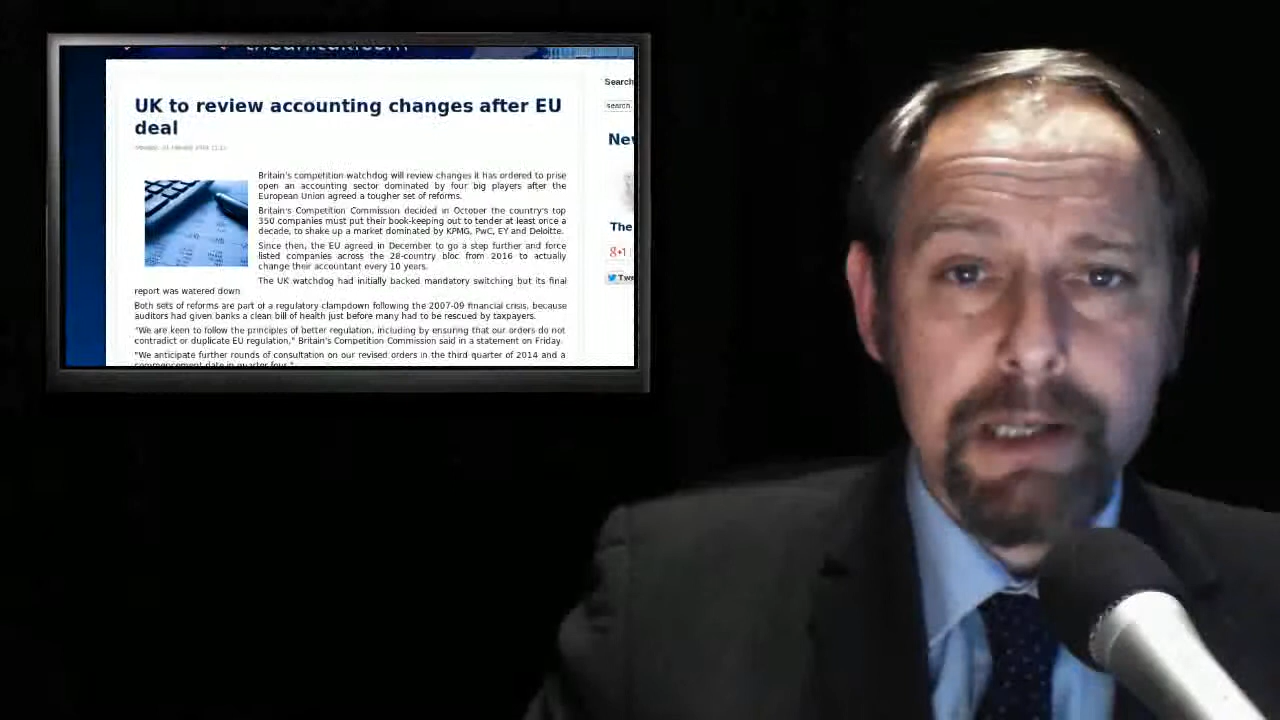 UK to review accounting changes after EU
deal
Britain's competition watchdog will review changes it has ordered to prise
open an accounting sector dominated by four big players after the
European Union agreed a tougher set of reforms.
Britain's Competition Commission decided in October the country's top
350 companies must put their book-keeping out to tender at least once a
decade, to shake up a market dominated by KPMG, PwC, EY and Deloitte.
Since then, the EU agreed in December to go a step further and force
listed companies across the 28-country bloc from 2016 to actually
change their accountant every 10 years.
The UK watchdog had initially backed mandatory switching but its final
report was watered down
Both sets of reforms are part of a regulatory clampdown following the 2007-09 financial crisis, because
auditors had given banks a clean bill of health just before many had to be rescued by taxpayers.
"We are keen to follow the principles of better regulation, including by ensuring that our orders do not
contradict or duplicate EU regulation," Britain's Competition Commission said in a statement on Friday.
"We anticipate further rounds of consultation on our revised orders in the third quarter of 2014 and a
commencement date in quarter four."
Search
search
The
g+1